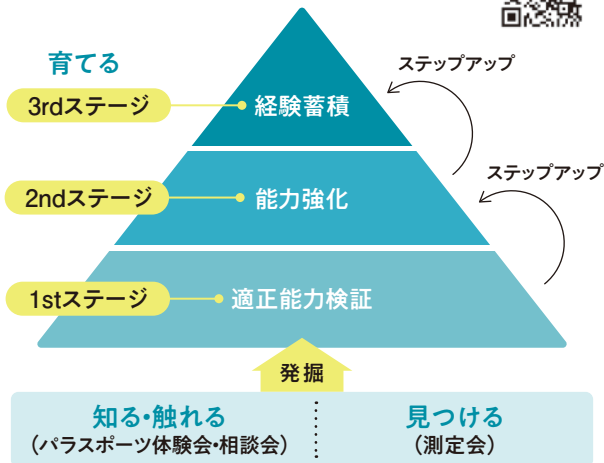 育てる
ステップアップ
3rdステージ
経験蓄積
ステップアップ
2ndステージ
能力強化
1stステージ
適正能力検証
発掘
知る・触れる
(パラスポーツ体験会・相談会)
見つける
(測定会)